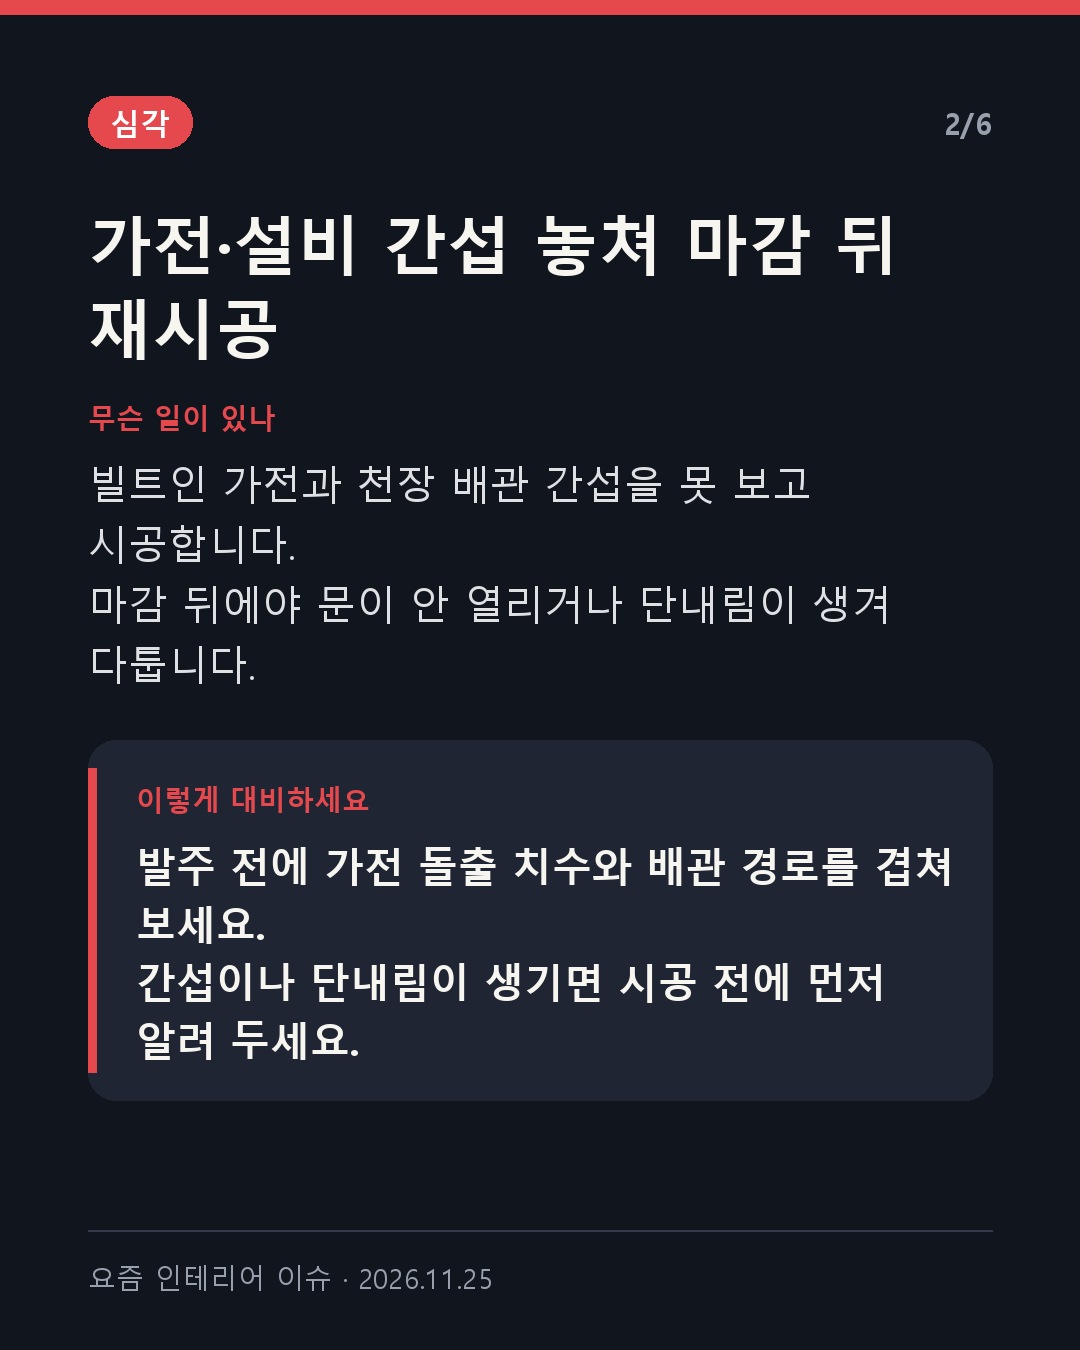 심각
2/6
가전·설비 간섭 놓쳐 마감 뒤
재시공
무슨 일이 있나
빌트인 가전과 천장 배관 간섭을 못 보고
시공합니다.
마감 뒤에야 문이 안 열리거나 단내림이 생겨
다툽니다.
이렇게 대비하세요
발주 전에 가전 돌출 치수와 배관 경로를 겹쳐
보세요.
간섭이나 단내림이 생기면 시공 전에 먼저
알려 두세요.
요즘 인테리어 이슈 · 2026.11.25